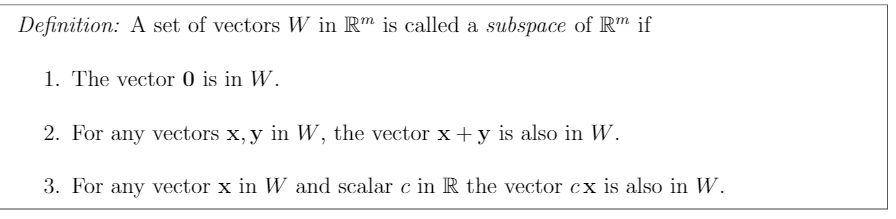 Definition: A set of vectors W in ℝᵐ is called a subspace of ℝᵐ if
1. The vector 0 is in W.
2. For any vectors x, y in W, the vector x + y is also in W.
3. For any vector x in W and scalar c in ℝ the vector c x is also in W.